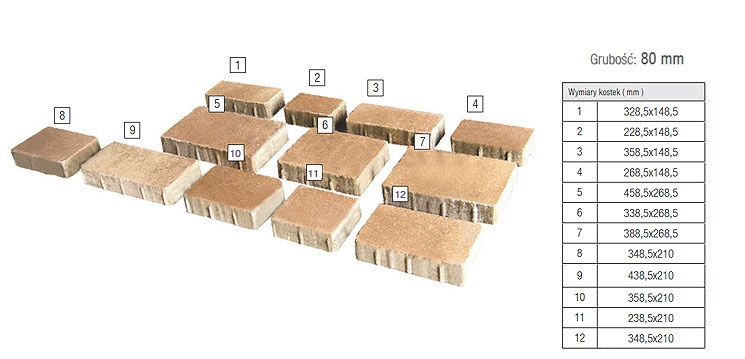 1
2
3
4
5
6
7
8
9
10
11
12
Grubość: 80 mm
Wymiary kostek ( mm )
1 328,5x148,5
2 228,5x148,5
3 358,5x148,5
4 268,5x148,5
5 458,5x268,5
6 338,5x268,5
7 388,5x268,5
8 348,5x210
9 438,5x210
10 358,5x210
11 238,5x210
12 348,5x210